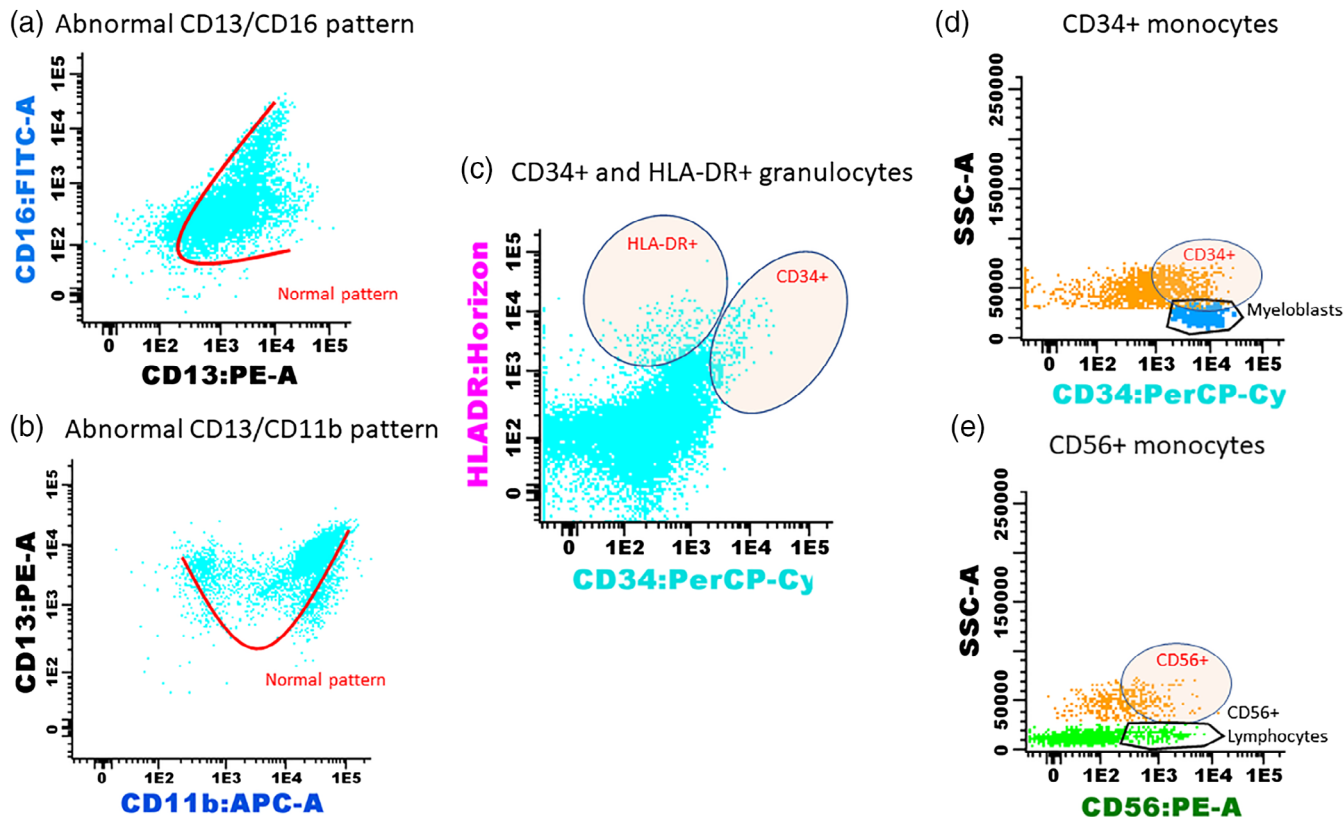 (a) Abnormal CD13/CD16 pattern
CD16:FITC-A
1E5
1E4
1E3
1E2
0
Normal pattern
0 1E2 1E3 1E4 1E5
CD13:PE-A
(b) Abnormal CD13/CD11b pattern
CD13:PE-A
1E5
1E4
1E3
1E2
0
Normal pattern
0 1E2 1E3 1E4 1E5
CD11b:APC-A
(c) CD34+ and HLA-DR+ granulocytes
HLADR:Horizon
1E5
1E4
1E3
1E2
0
HLA-DR+
CD34+
0 1E2 1E3 1E4 1E5
CD34:PerCP-Cy
(d) CD34+ monocytes
SSC-A
250000
150000
50000
0
CD34+
Myeloblasts
0 1E2 1E3 1E4 1E5
CD34:PerCP-Cy
(e) CD56+ monocytes
SSC-A
250000
150000
50000
0
CD56+
CD56+
Lymphocytes
0 1E2 1E3 1E4 1E5
CD56:PE-A